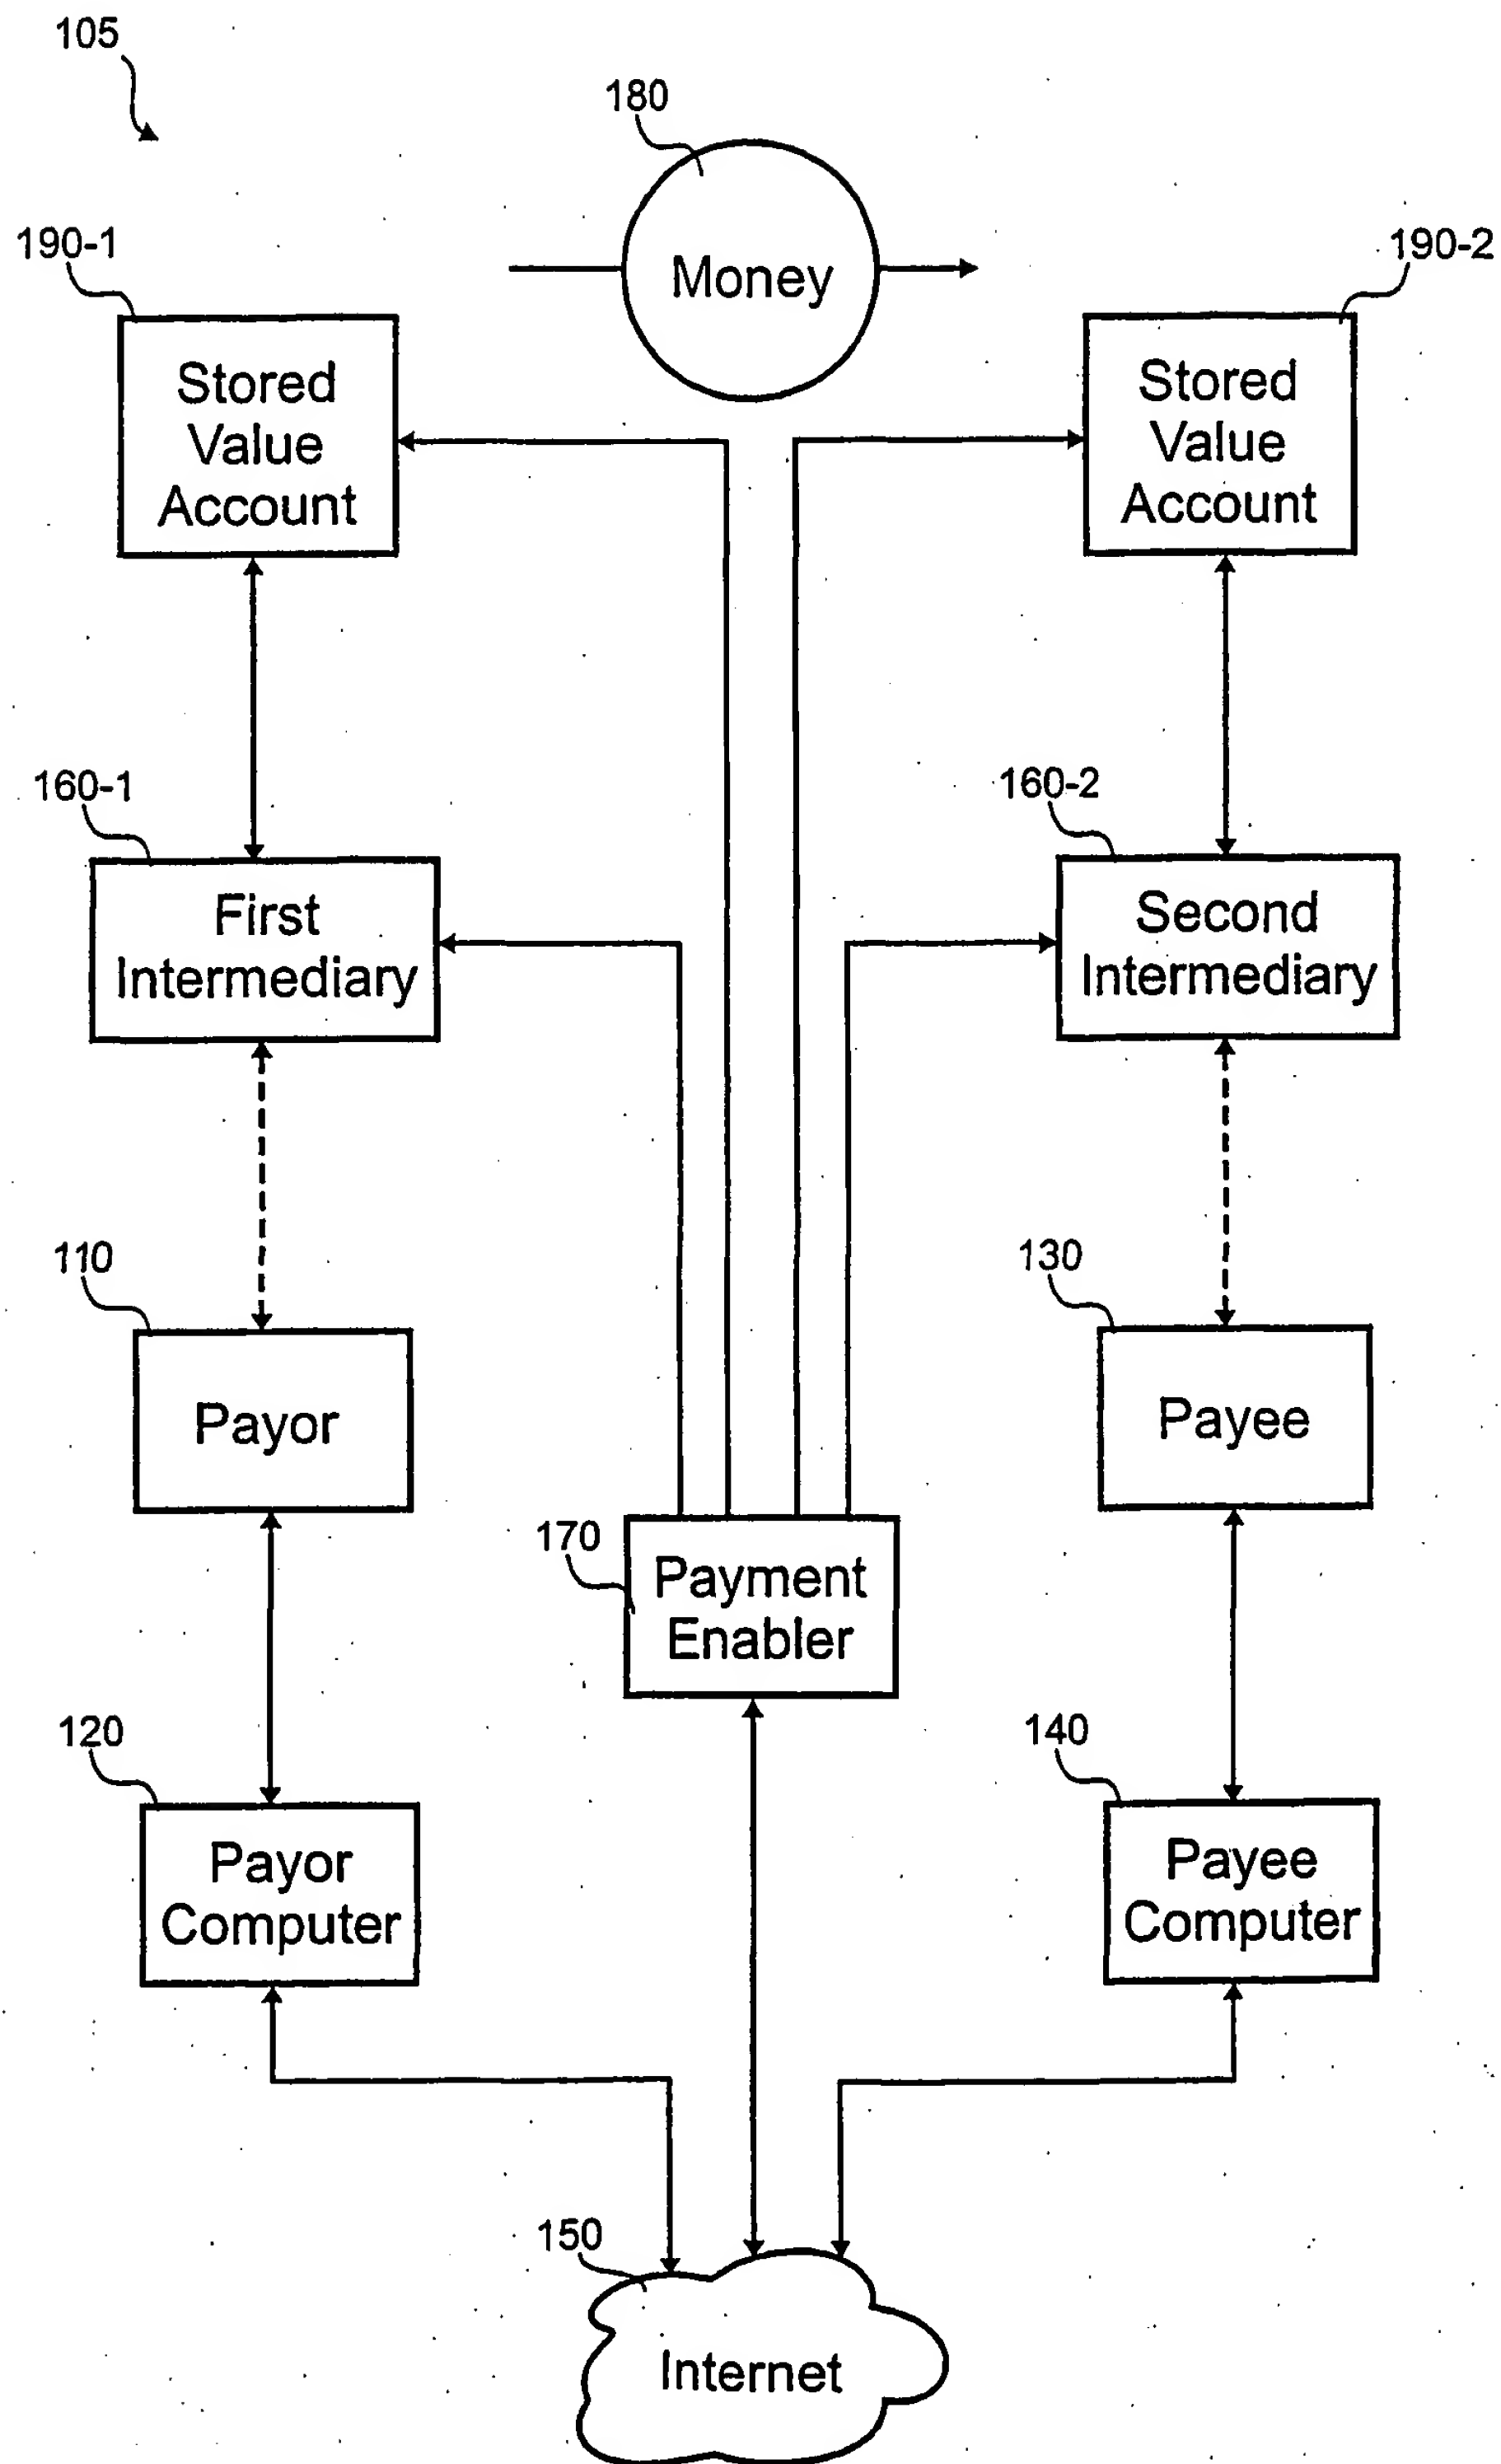 105
180
190-1
190-2
Money
Stored
Value
Account
Stored
Value
Account
160-1
160-2
First
Intermediary
Second
Intermediary
110
130
Payor
Payee
170
Payment
Enabler
120
140
Payor
Computer
Payee
Computer
150
Internet